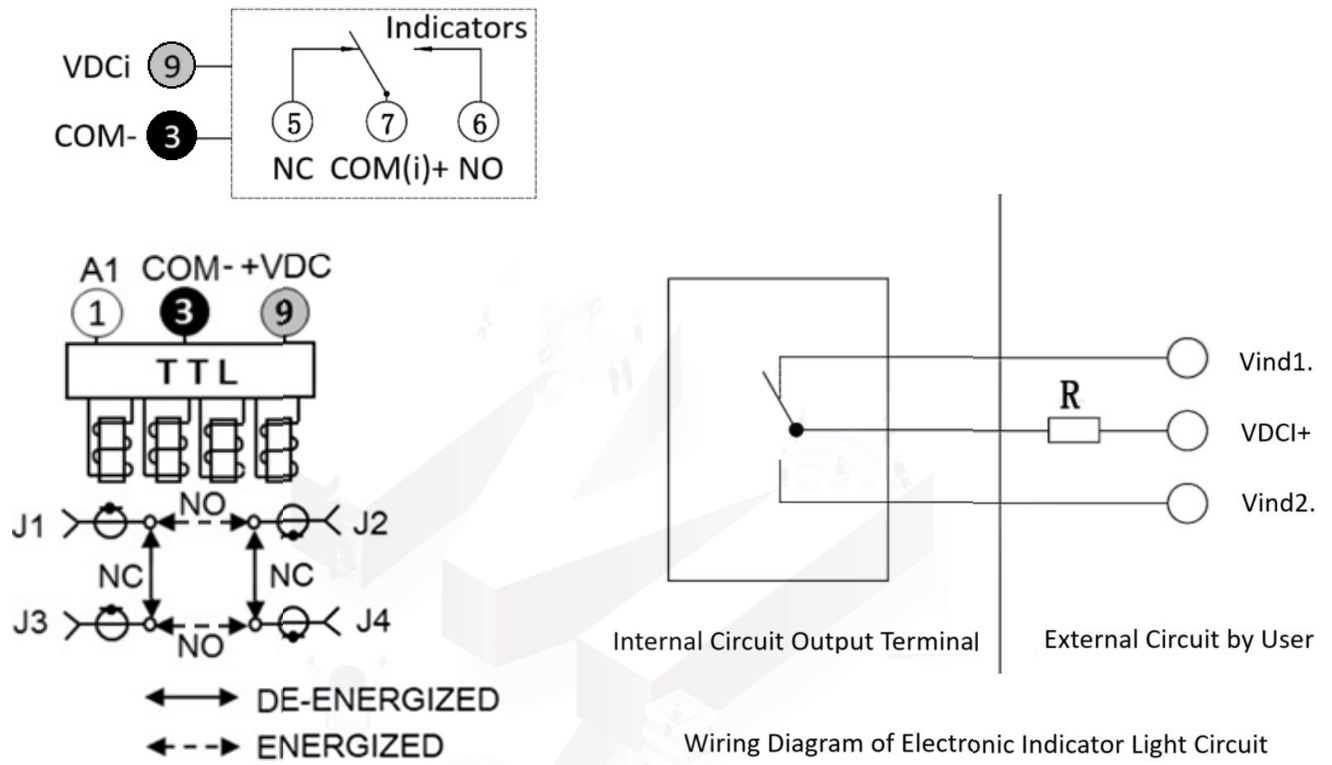 Indicators
VDCi 9
COM- 3
5 7 6
NC COM(i)+ NO
A1 COM- +VDC
1 3 9
TTL
J1 NO J2
NC NC
J3 NO J4
DE-ENERGIZED
ENERGIZED
Vind1.
R
VDCI+
Vind2.
Internal Circuit Output Terminal
External Circuit by User
Wiring Diagram of Electronic Indicator Light Circuit